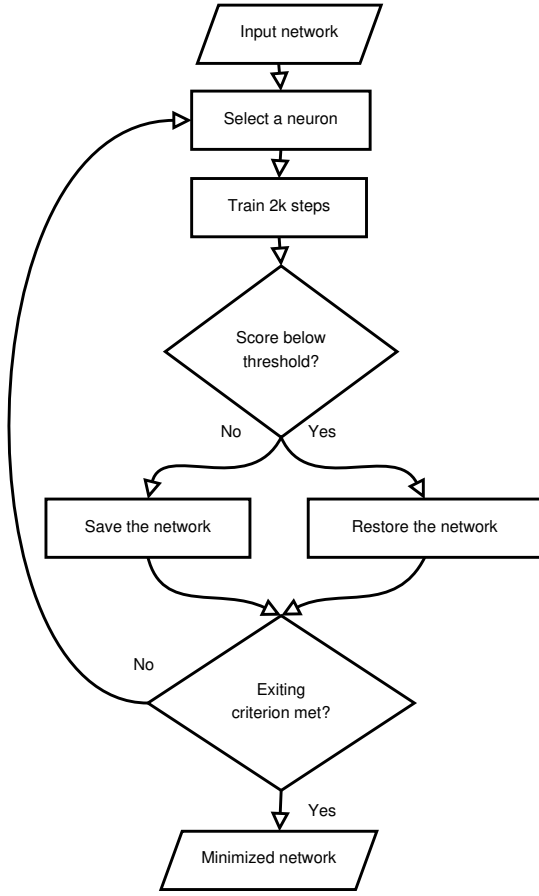 Input network
Select a neuron
Train 2k steps
Score below
threshold?
No
Yes
Save the network
Restore the network
No
Exiting
criterion met?
Yes
Minimized network